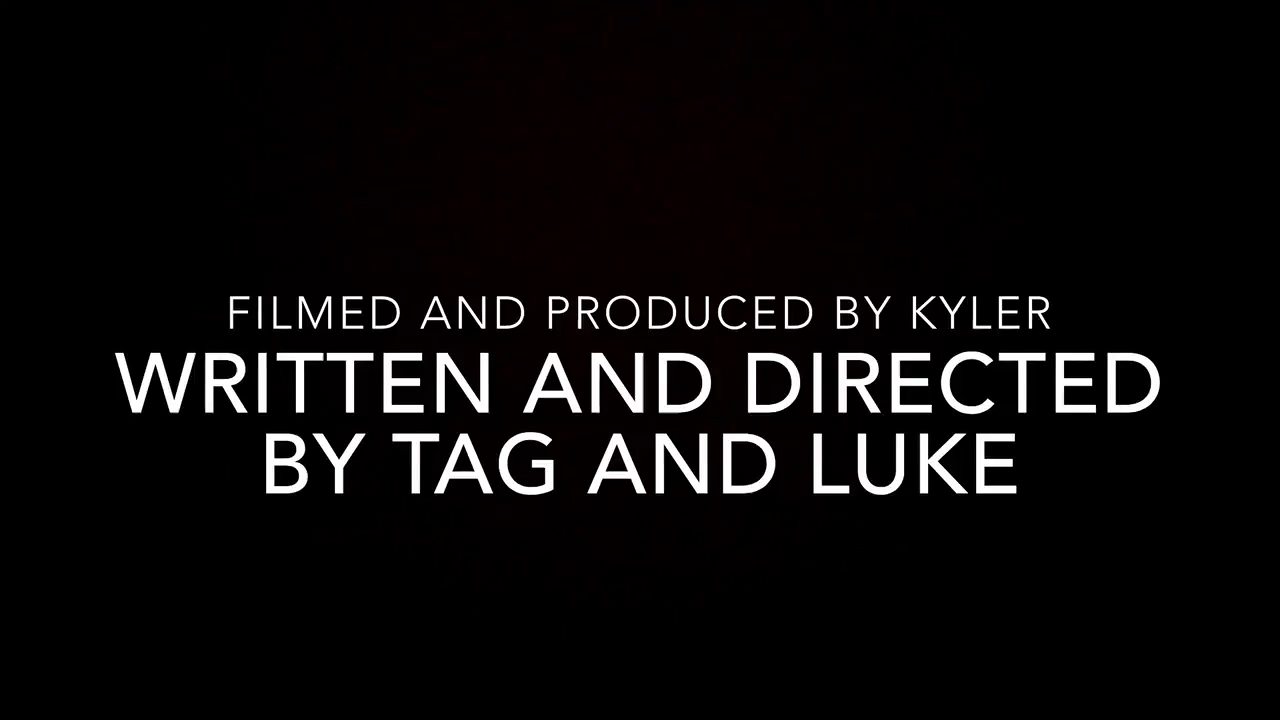 FILMED AND PRODUCED BY KYLER
WRITTEN AND DIRECTED
BY TAG AND LUKE